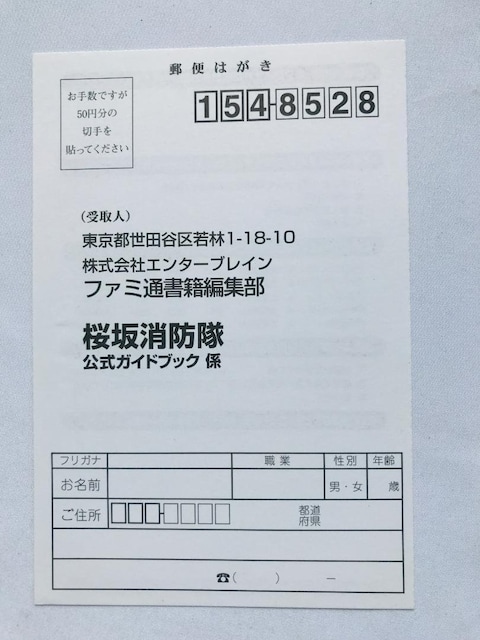 郵便はがき
お手数ですが
50円分の
切手を
貼ってください
154-8528
(受取人)
東京都世田谷区若林1-18-10
株式会社エンターブレイン
ファミ通書籍編集部
桜坂消防隊
公式ガイドブック 係
フリガナ 職業 性別 年齢
お名前 男・女 歳
ご住所 都道
府県
☎( ) ー